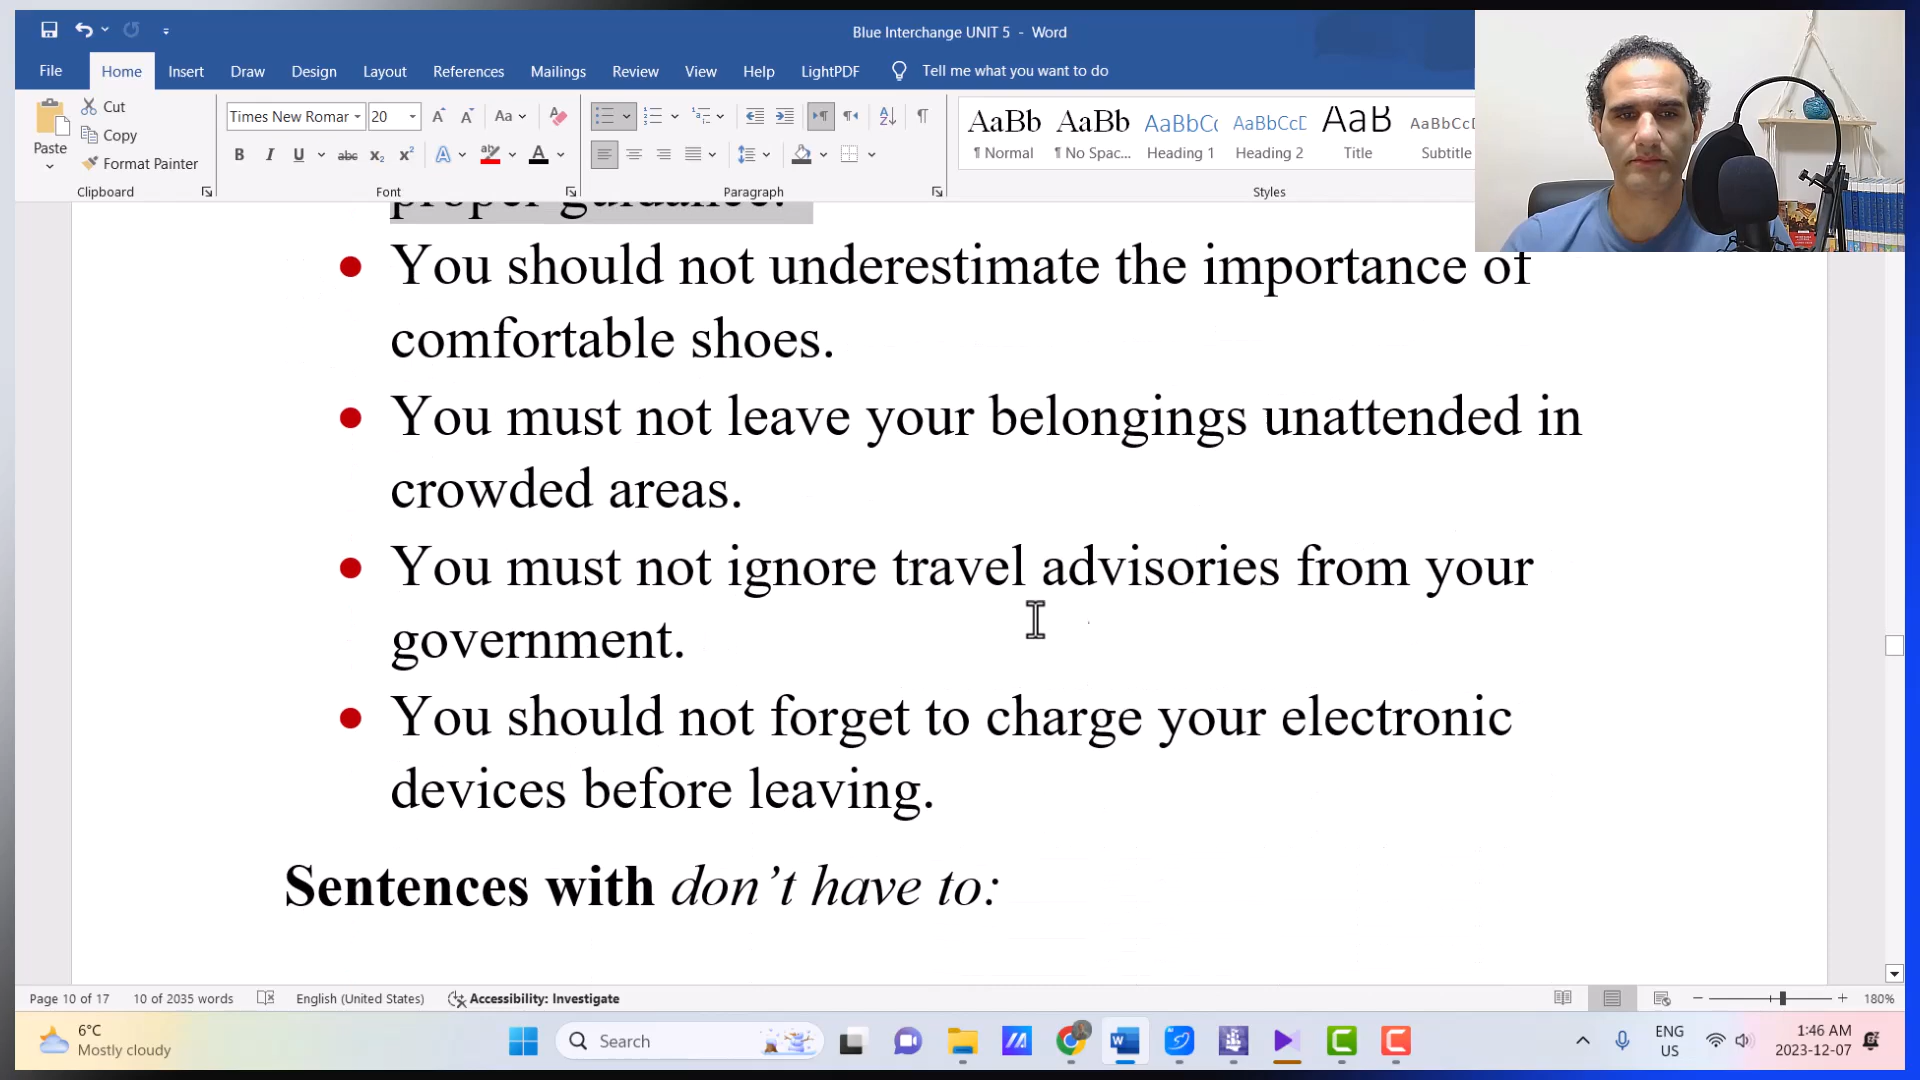 Blue Interchange UNIT 5 - Word
File Home Insert Draw Design Layout References Mailings Review View Help LightPDF Tell me what you want to do
Paste
Cut
Copy
Format Painter
Clipboard
Times New Romar 20
Font
Paragraph
AaBb AaBb AaBbCc AaBbCcD AaB AaBbCcD
¶ Normal ¶ No Spac... Heading 1 Heading 2 Title Subtitle
Styles
proper guidance.
• You should not underestimate the importance of
comfortable shoes.
• You must not leave your belongings unattended in
crowded areas.
• You must not ignore travel advisories from your
government.
• You should not forget to charge your electronic
devices before leaving.
Sentences with don't have to:
Page 10 of 17 10 of 2035 words English (United States) Accessibility: Investigate 180%
6°C
Mostly cloudy
Search
ENG
US
1:46 AM
2023-12-07